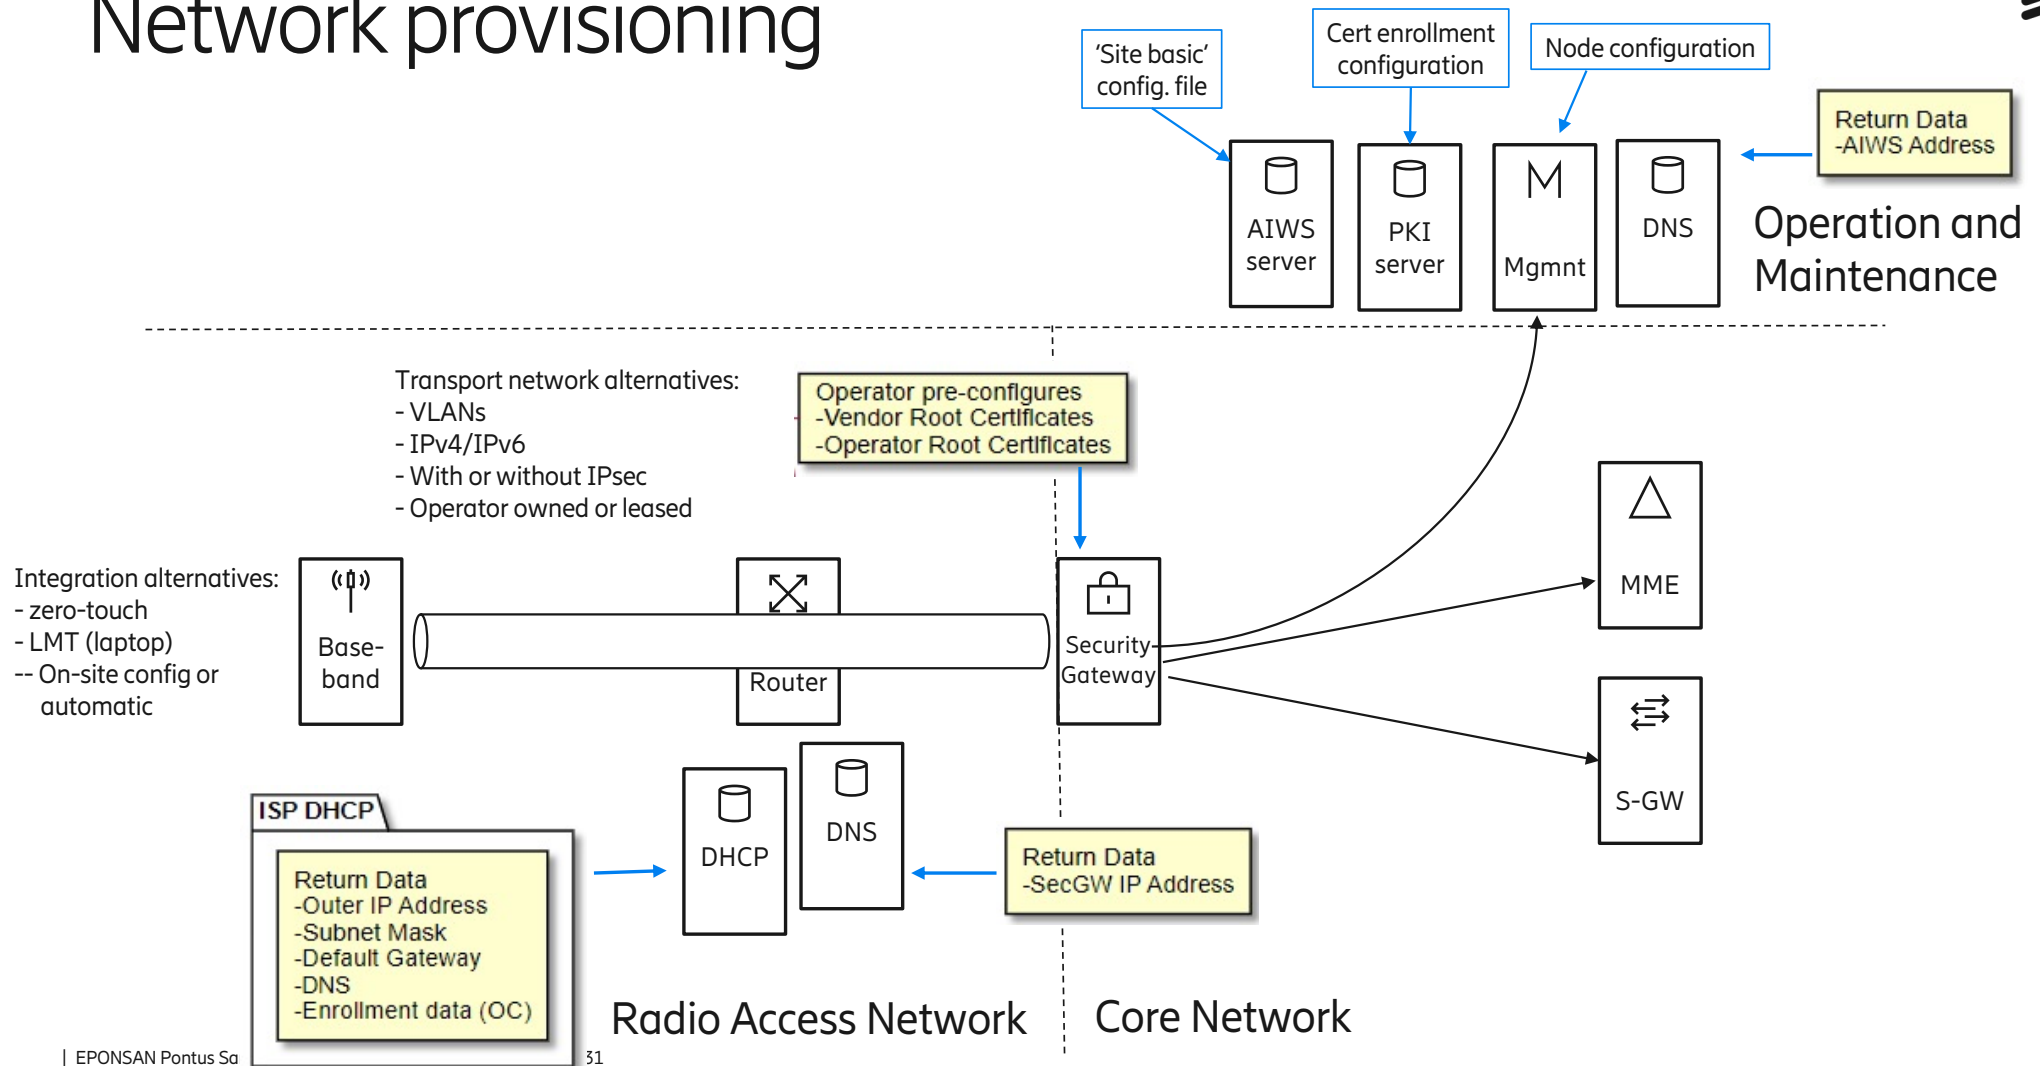 Network provisioning
'Site basic'
config. file
Cert enrollment
configuration
Node configuration
Return Data
-AIWS Address
AIWS
server
PKI
server
M
Mgmnt
DNS
Operation and
Maintenance
Transport network alternatives:
- VLANs
- IPv4/IPv6
- With or without IPsec
- Operator owned or leased
Operator pre-configures
-Vendor Root Certificates
-Operator Root Certificates
Integration alternatives:
- zero-touch
- LMT (laptop)
-- On-site config or
automatic
Base-
band
Router
Security
Gateway
MME
S-GW
ISP DHCP
Return Data
-Outer IP Address
-Subnet Mask
-Default Gateway
-DNS
-Enrollment data (OC)
DHCP
DNS
Return Data
-SecGW IP Address
Radio Access Network
Core Network
| EPONSAN Pontus Sa
31